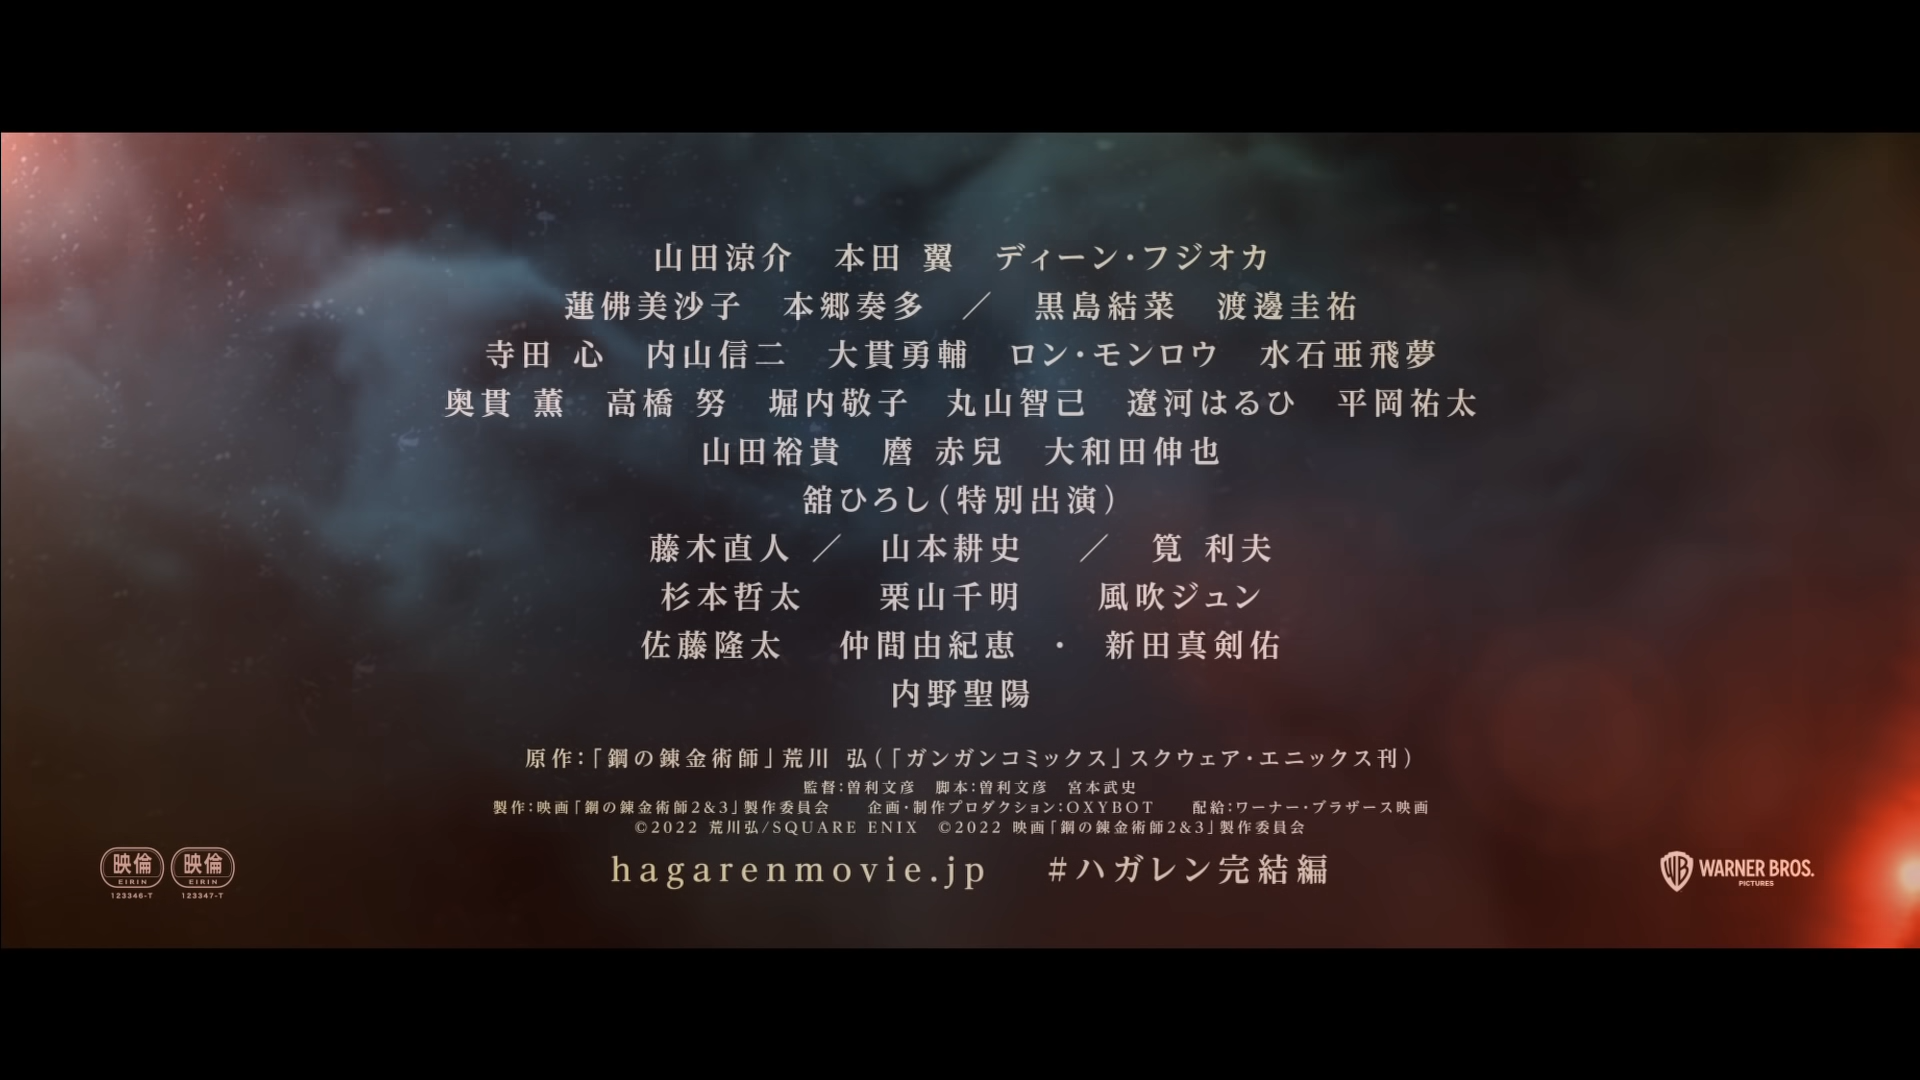 山田涼介　本田 翼　ディーン・フジオカ
蓮佛美沙子　本郷奏多　／　黒島結菜　渡邊圭祐
寺田 心　内山信二　大貫勇輔　ロン・モンロウ　水石亜飛夢
奥貫 薫　高橋 努　堀内敬子　丸山智己　遼河はるひ　平岡祐太
山田裕貴　麿 赤兒　大和田伸也
舘ひろし（特別出演）
藤木直人 ／　山本耕史　／　筧 利夫
杉本哲太　栗山千明　風吹ジュン
佐藤隆太　仲間由紀恵　・　新田真剣佑
内野聖陽
原作：「鋼の錬金術師」荒川 弘（「ガンガンコミックス」スクウェア・エニックス刊）
監督：曽利文彦　脚本：曽利文彦　宮本武史
製作：映画「鋼の錬金術師2&3」製作委員会　企画・制作プロダクション：OXYBOT　配給：ワーナー・ブラザース映画
©2022 荒川弘/SQUARE ENIX　©2022 映画「鋼の錬金術師2&3」製作委員会
hagarenmovie.jp　#ハガレン完結編
映倫 EIRIN 123346-T
映倫 EIRIN 123347-T
WB WARNER BROS. PICTURES